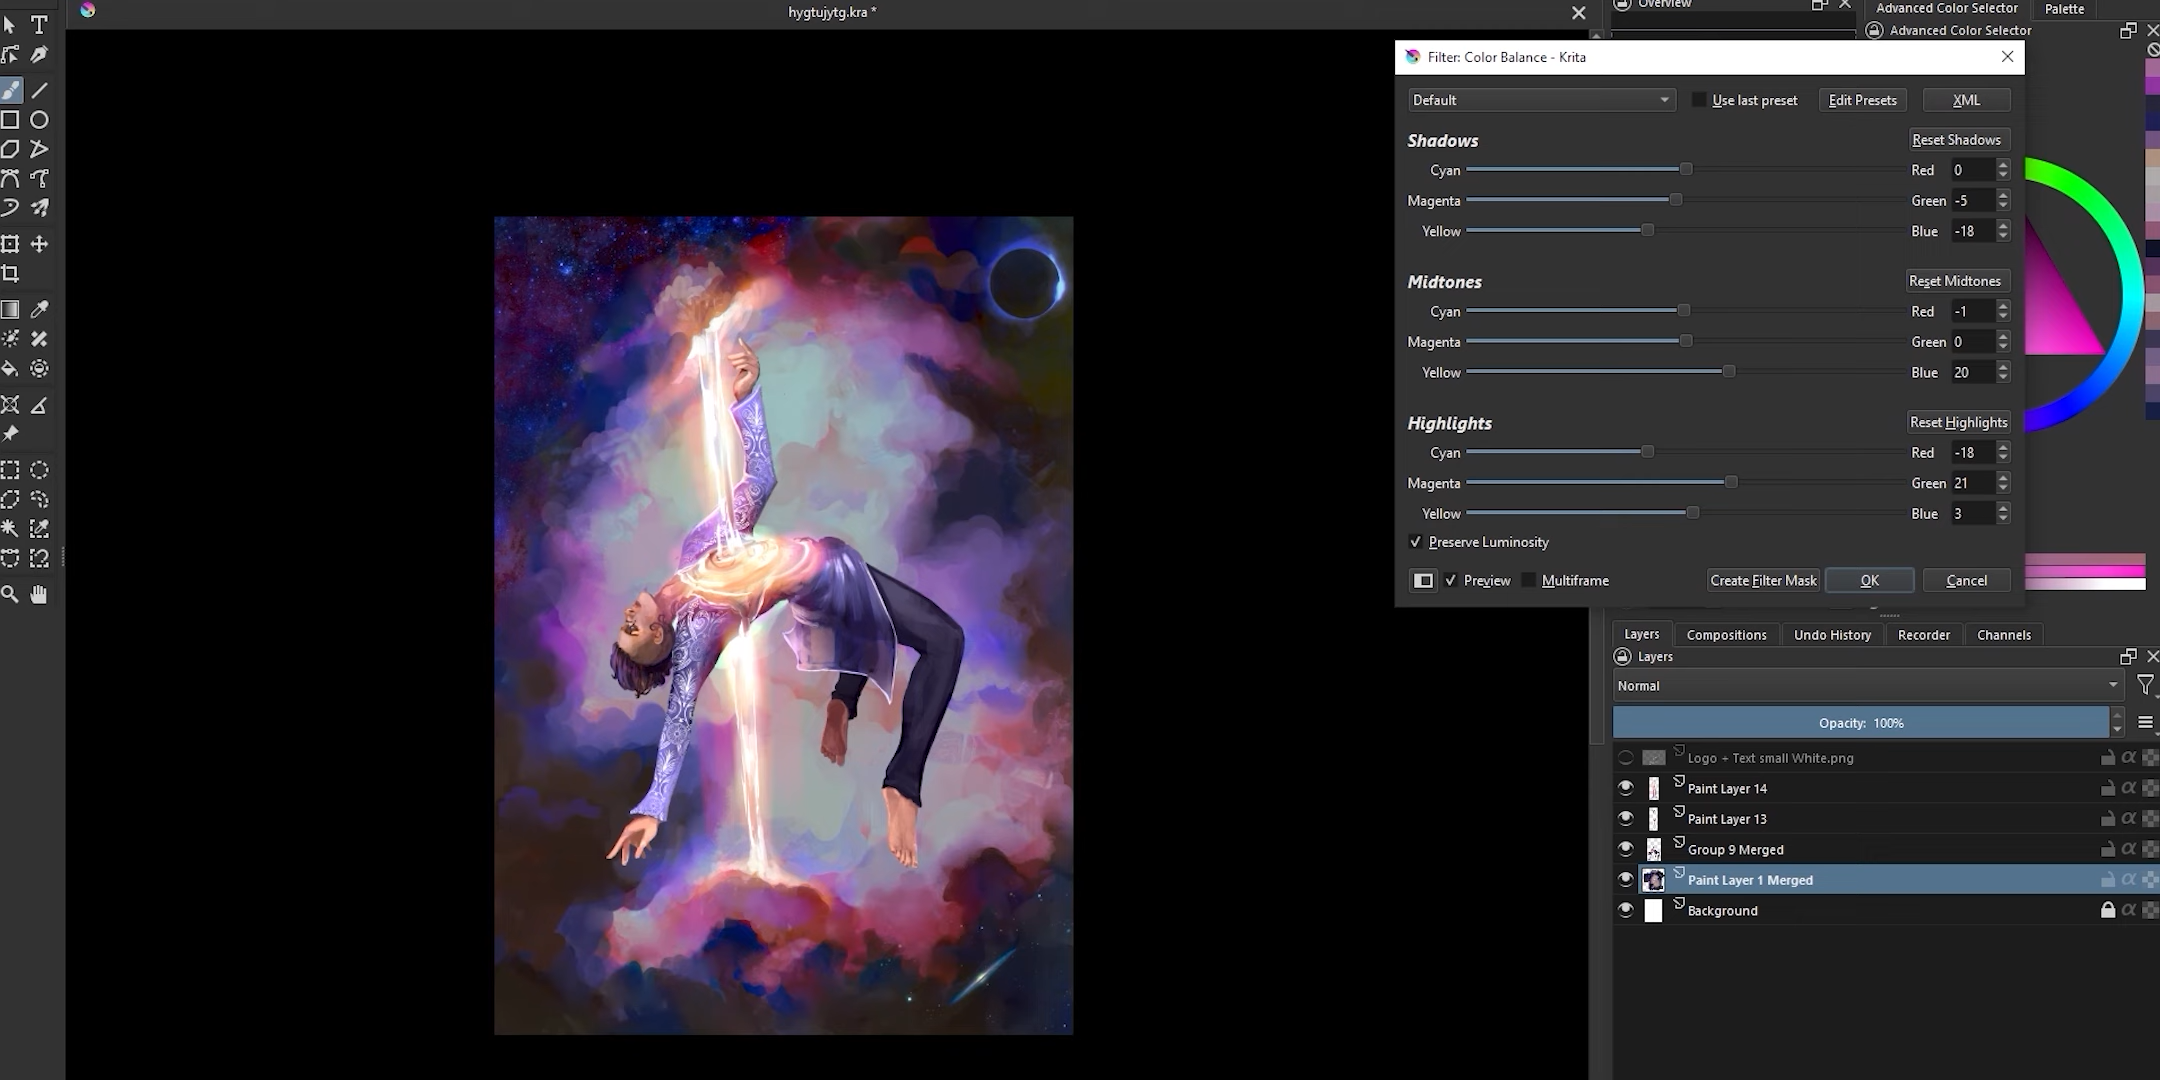 hygtujytg.kra *
Overview
Advanced Color Selector Palette
Advanced Color Selector
Filter: Color Balance - Krita
Default Use last preset Edit Presets XML
Shadows Reset Shadows
Cyan Red 0
Magenta Green -5
Yellow Blue -18
Midtones Reset Midtones
Cyan Red -1
Magenta Green 0
Yellow Blue 20
Highlights Reset Highlights
Cyan Red -18
Magenta Green 21
Yellow Blue 3
Preserve Luminosity
Preview Multiframe Create Filter Mask OK Cancel
Layers Compositions Undo History Recorder Channels
Layers
Normal
Opacity: 100%
Logo + Text small White.png
Paint Layer 14
Paint Layer 13
Group 9 Merged
Paint Layer 1 Merged
Background